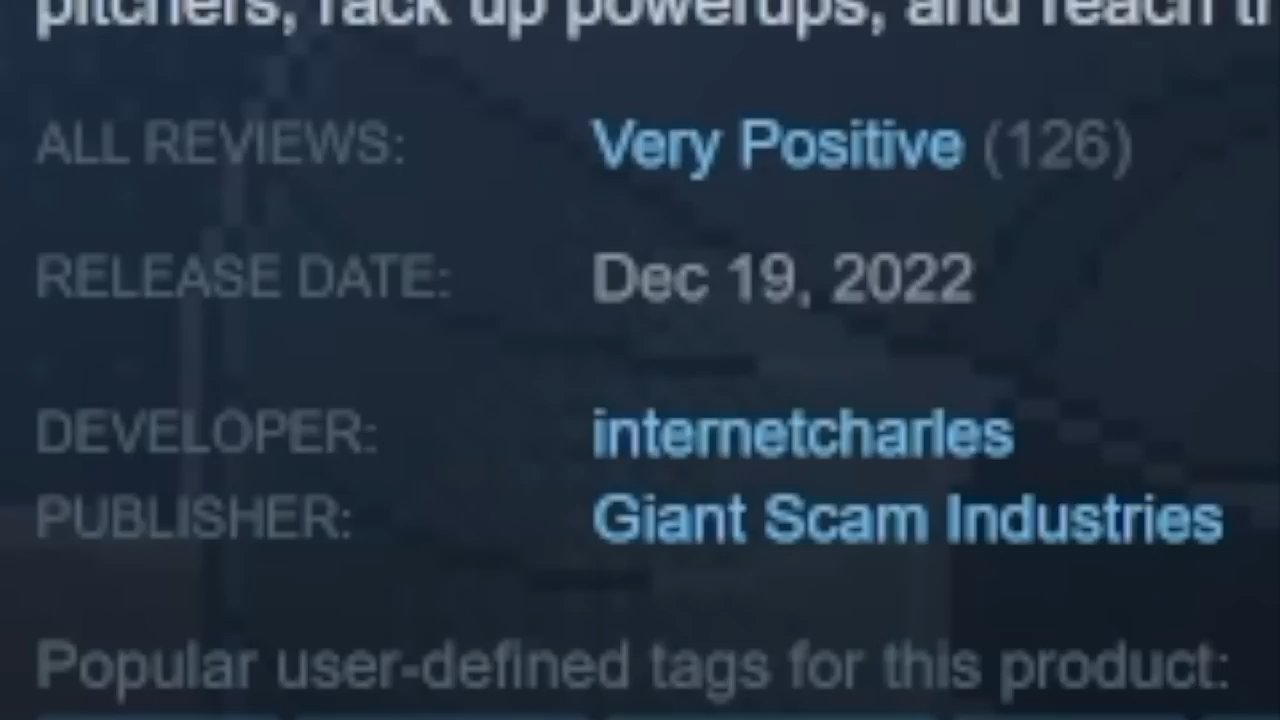 pitchers, rack up powerups, and reach
ALL REVIEWS: Very Positive (126)
RELEASE DATE: Dec 19, 2022
DEVELOPER: internetcharles
PUBLISHER: Giant Scam Industries
Popular user-defined tags for this product: